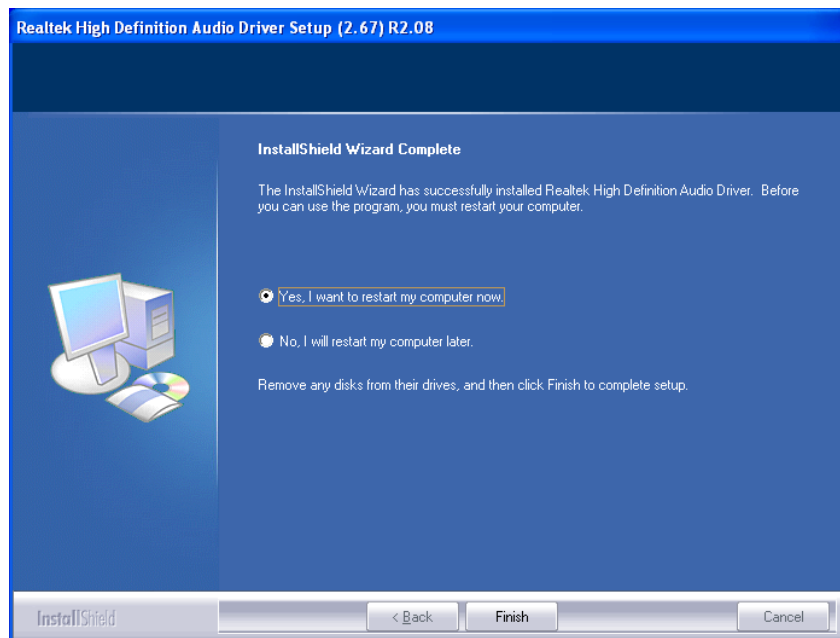 Realtek High Definition Audio Driver Setup (2.67) R2.08
InstallShield Wizard Complete
The InstallShield Wizard has successfully installed Realtek High Definition Audio Driver. Before
you can use the program, you must restart your computer.
Yes, I want to restart my computer now.
No, I will restart my computer later.
Remove any disks from their drives, and then click Finish to complete setup.
InstallShield
< Back
Finish
Cancel